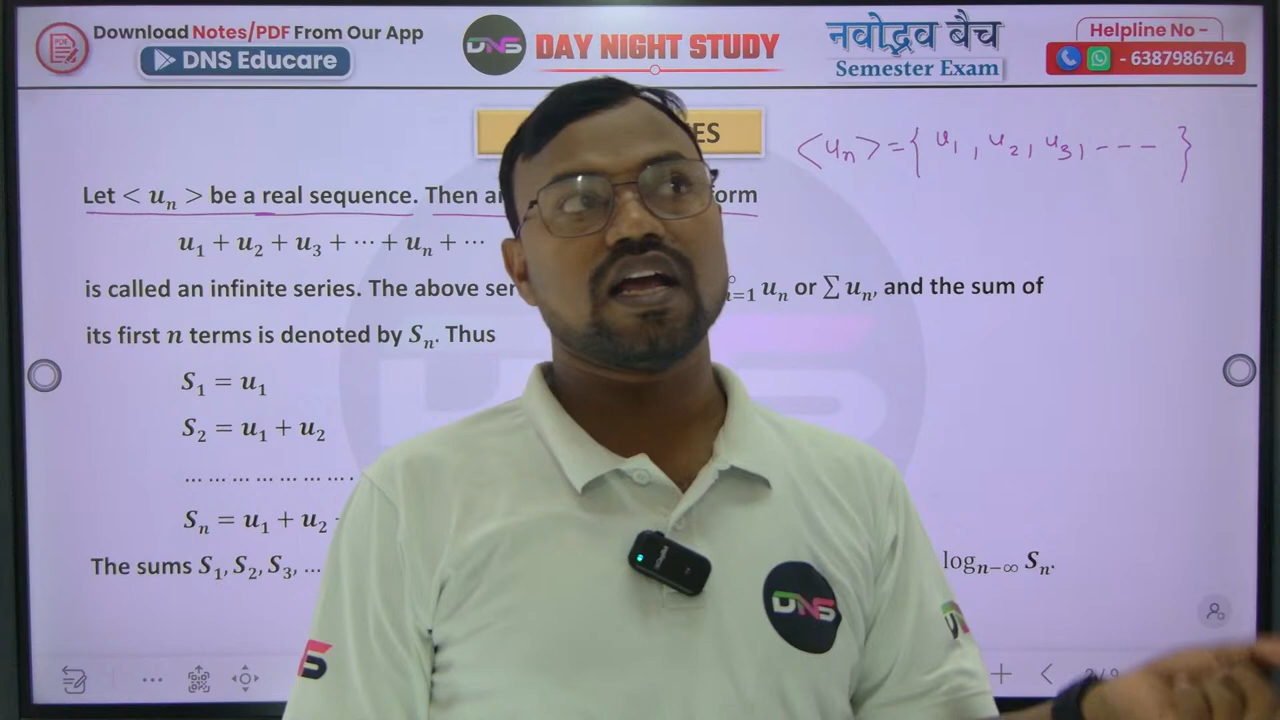 Download Notes/PDF From Our App
DNS Educare
DNS
DAY NIGHT STUDY
नवोद्भव बैच
Semester Exam
Helpline No -
- 6387986764
< uₙ > = { u₁ , u₂ , u₃ , - - - }
Let < uₙ > be a real sequence. Then
u₁ + u₂ + u₃ + ⋯ + uₙ + ⋯
is called an infinite series. The above uₙ or ∑ uₙ, and the sum of
its first n terms is denoted by Sₙ. Thus
S₁ = u₁
S₂ = u₁ + u₂
… … … … … … … .
Sₙ = u₁ + u₂
The sums S₁, S₂, S₃, … logₙ₋∞ Sₙ.
DNS